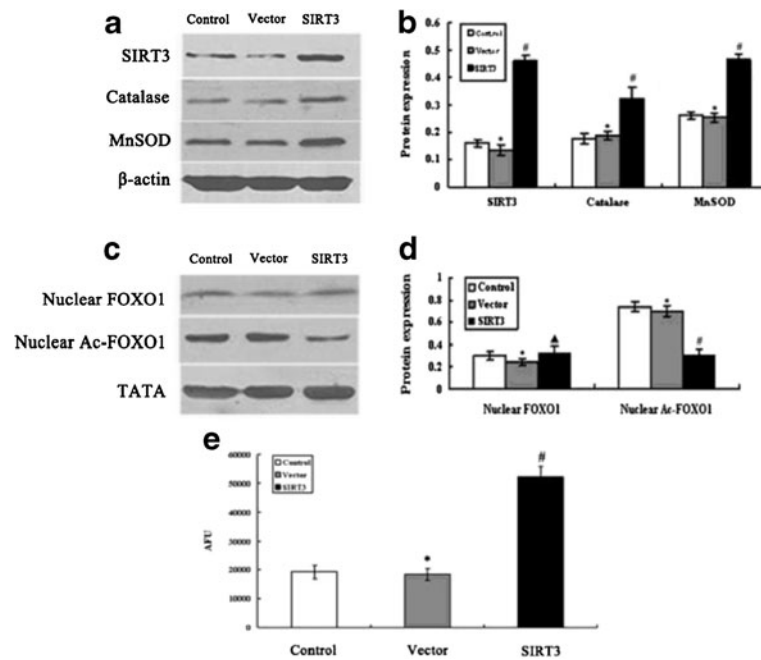 a
Control Vector SIRT3
SIRT3
Catalase
MnSOD
β-actin
b
Protein expression
0.6
0.5
0.4
0.3
0.2
0.1
0
Control
Vector
SIRT3
* # * # * #
SIRT3 Catalase MnSOD
c
Control Vector SIRT3
Nuclear FOXO1
Nuclear Ac-FOXO1
TATA
d
Protein expression
1
0.8
0.6
0.4
0.2
0
Control
Vector
SIRT3
* ▲ * #
Nuclear FOXO1 Nuclear Ac-FOXO1
e
AFU
60000
50000
40000
30000
20000
10000
0
Control
Vector
SIRT3
* #
Control Vector SIRT3